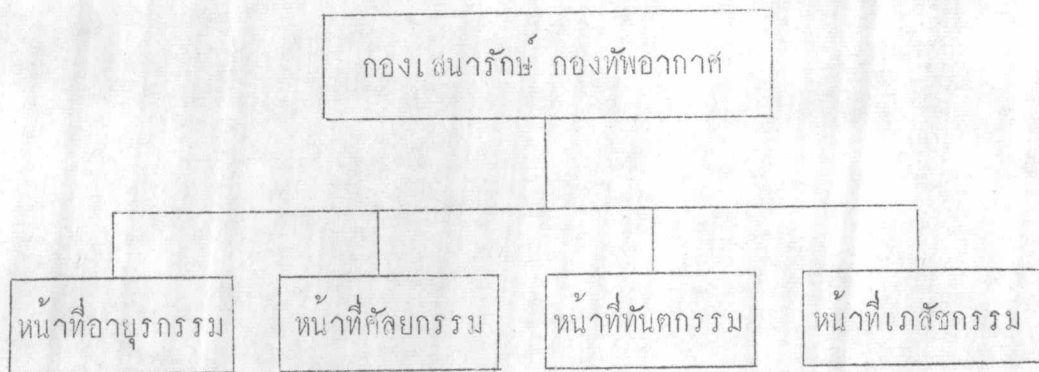 กองเสนารักษ์ กองทัพอากาศ
หน้าที่อายุรกรรม
หน้าที่ศัลยกรรม
หน้าที่ทันตกรรม
หน้าที่เภสัชกรรม